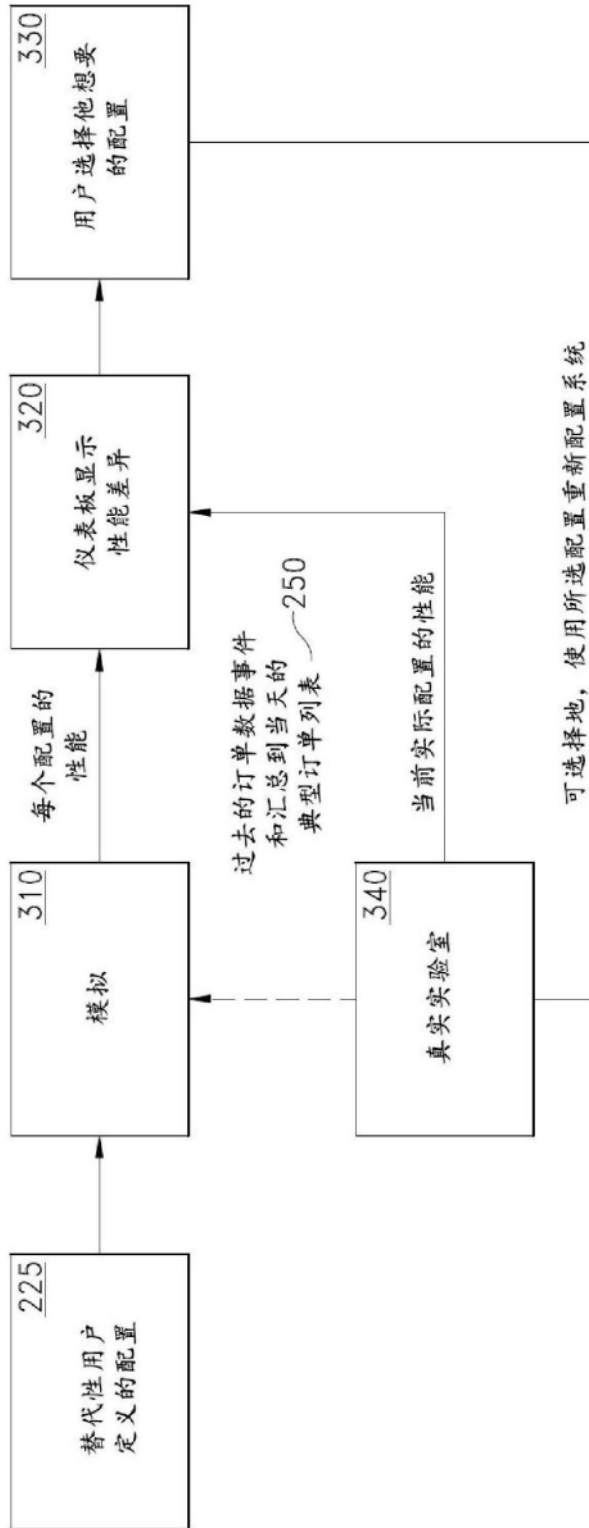 225
替代性用户
定义的配置
310
模拟
每个配置的
性能
320
仪表板显示
性能差异
330
用户选择他想要
的配置
过去的订单数据事件
和汇总到当天的
典型订单列表
250
340
真实实验室
当前实际配置的性能
可选择地，使用所选配置重新配置系统